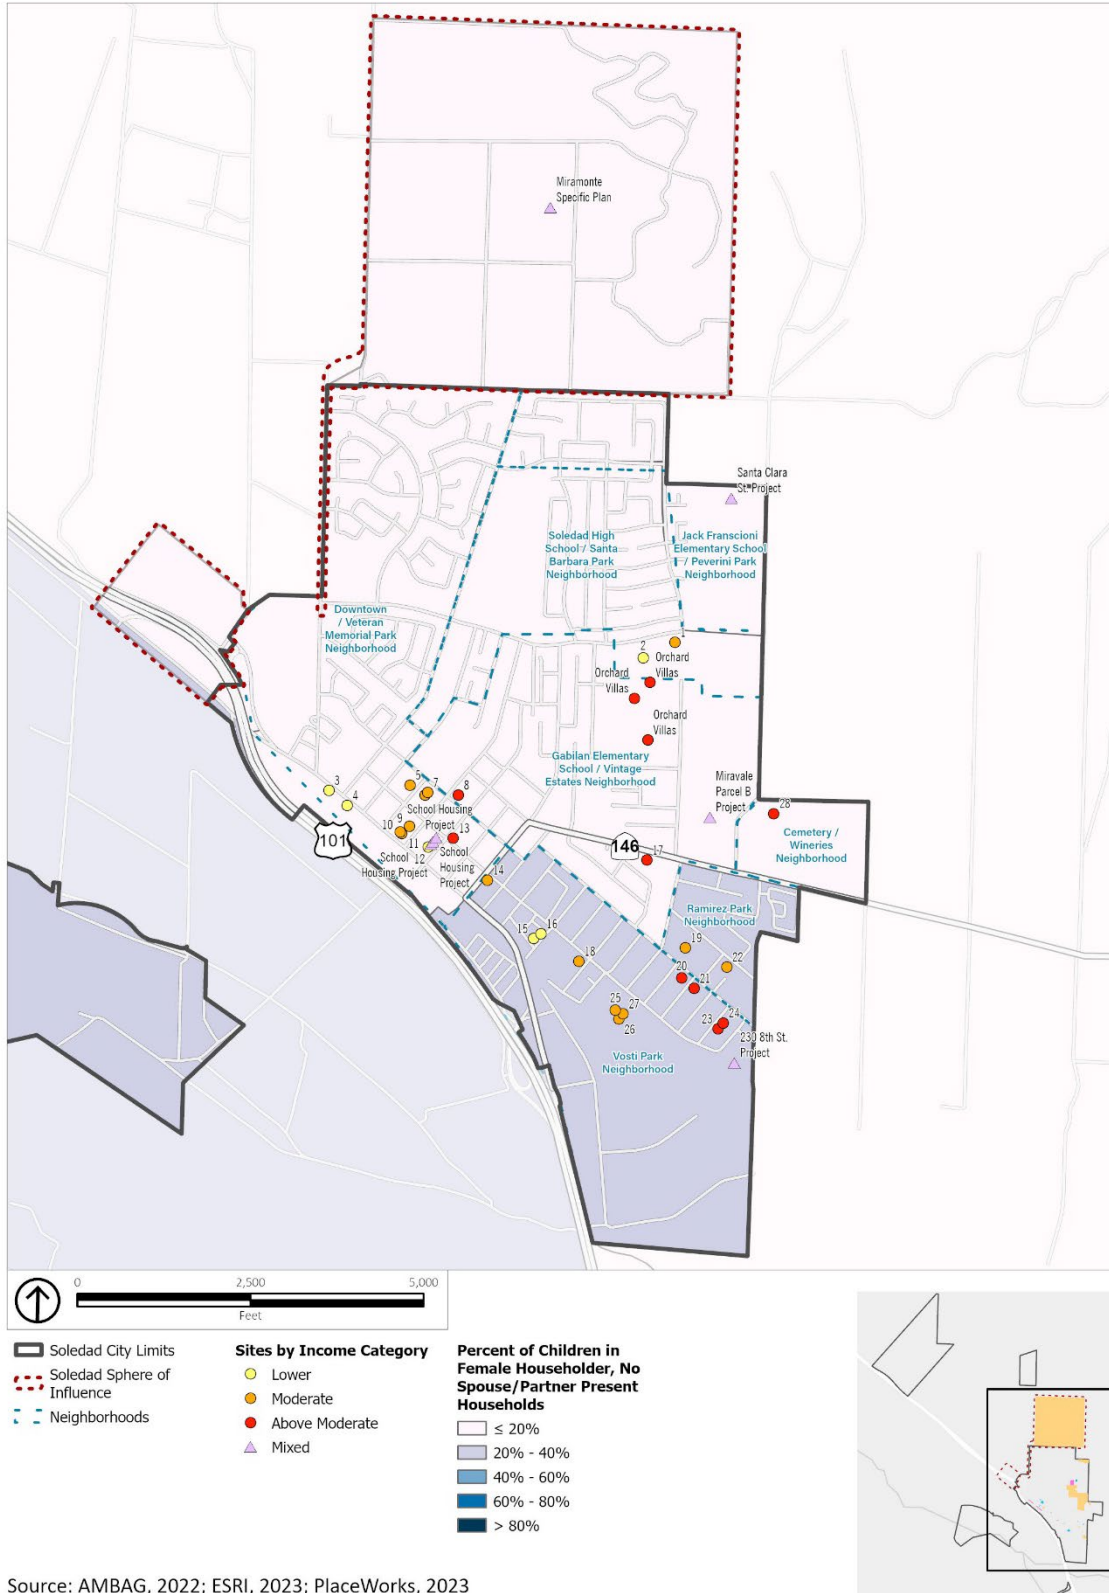 Miramonte
Specific Plan
Santa Clara
St. Project
Soledad High
School / Santa
Barbara Park
Neighborhood
Jack Franscioni
Elementary School
/ Peverini Park
Neighborhood
Downtown
/ Veteran
Memorial Park
Neighborhood
1
2
Orchard
Villas
Orchard
Villas
Orchard
Villas
Gabilan Elementary
School / Vintage
Estates Neighborhood
Miravale
Parcel B
Project
28
Cemetery /
Wineries
Neighborhood
3
4
5
7
8
School Housing
Project
9
10
11
12
13
School
Housing Project
School
Housing
Project
101
146
14
17
Ramirez Park
Neighborhood
15
16
18
19
20
21
22
25
27
26
23
24
230 8th St.
Project
Vosti Park
Neighborhood
0 2,500 5,000
Feet
Soledad City Limits
Soledad Sphere of
Influence
Neighborhoods
Sites by Income Category
Lower
Moderate
Above Moderate
Mixed
Percent of Children in
Female Householder, No
Spouse/Partner Present
Households
≤ 20%
20% - 40%
40% - 60%
60% - 80%
> 80%
Source: AMBAG, 2022; ESRI, 2023; PlaceWorks, 2023